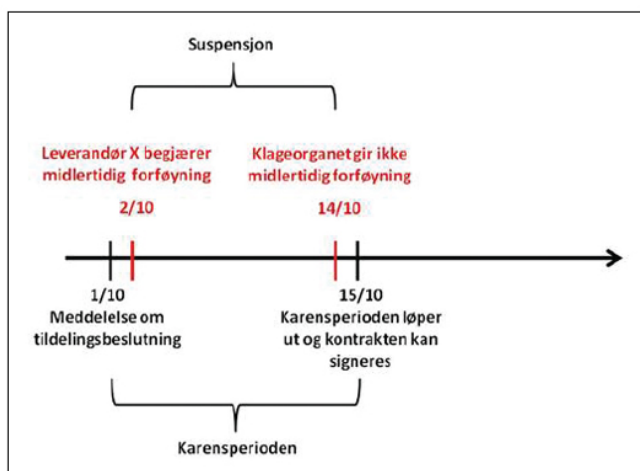 Suspensjon
Leverandør X begjærer
midlertidig forføyning
2/10
Klageorganet gir ikke
midlertidig forføyning
14/10
1/10
Meddelelse om
tildelingsbeslutning
15/10
Karensperioden løper
ut og kontrakten kan
signeres
Karensperioden